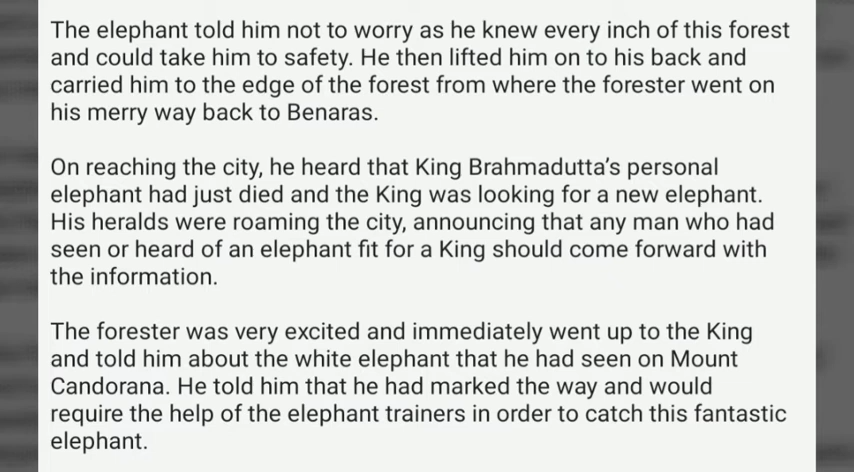 The elephant told him not to worry as he knew every inch of this forest
and could take him to safety. He then lifted him on to his back and
carried him to the edge of the forest from where the forester went on
his merry way back to Benaras.
On reaching the city, he heard that King Brahmadutta's personal
elephant had just died and the King was looking for a new elephant.
His heralds were roaming the city, announcing that any man who had
seen or heard of an elephant fit for a King should come forward with
the information.
The forester was very excited and immediately went up to the King
and told him about the white elephant that he had seen on Mount
Candorana. He told him that he had marked the way and would
require the help of the elephant trainers in order to catch this fantastic
elephant.